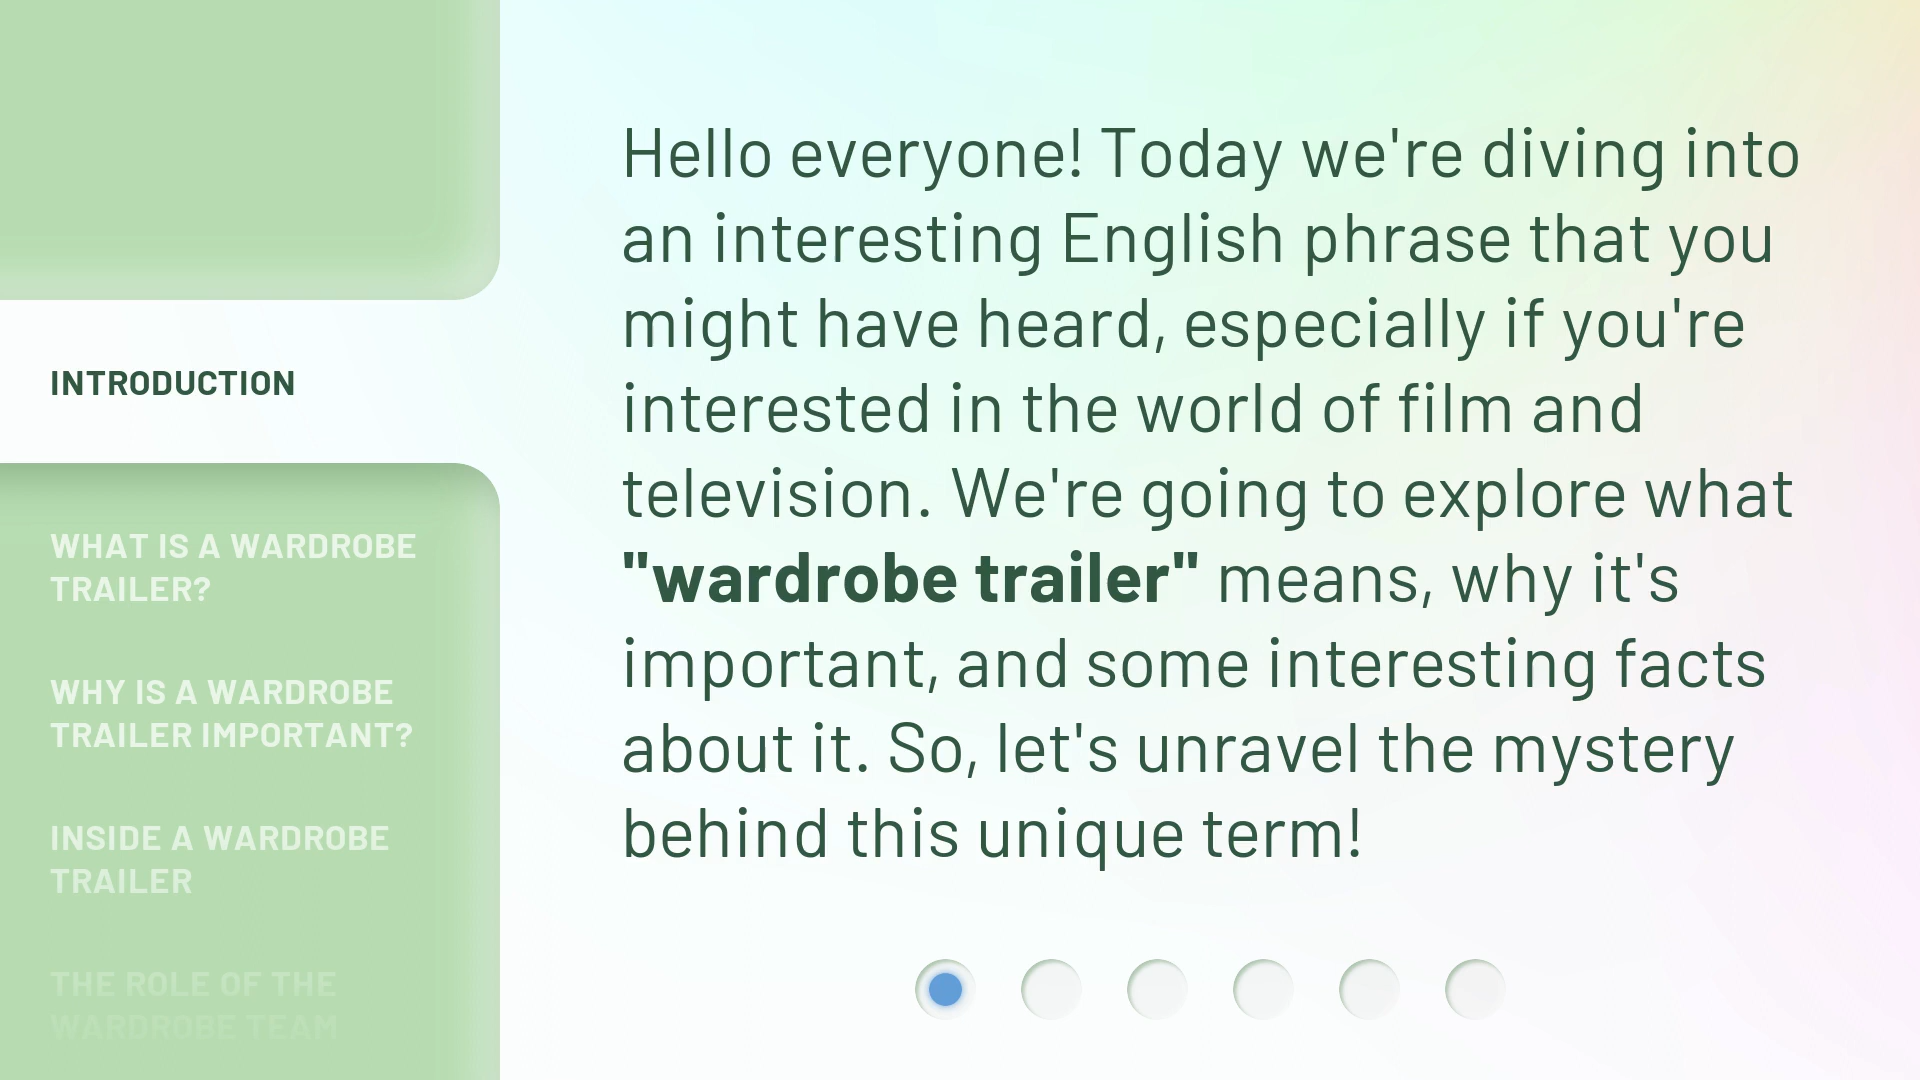 INTRODUCTION
WHAT IS A WARDROBE
TRAILER?
WHY IS A WARDROBE
TRAILER IMPORTANT?
INSIDE A WARDROBE
TRAILER
THE ROLE OF THE
WARDROBE TEAM
Hello everyone! Today we're diving into
an interesting English phrase that you
might have heard, especially if you're
interested in the world of film and
television. We're going to explore what
"wardrobe trailer" means, why it's
important, and some interesting facts
about it. So, let's unravel the mystery
behind this unique term!